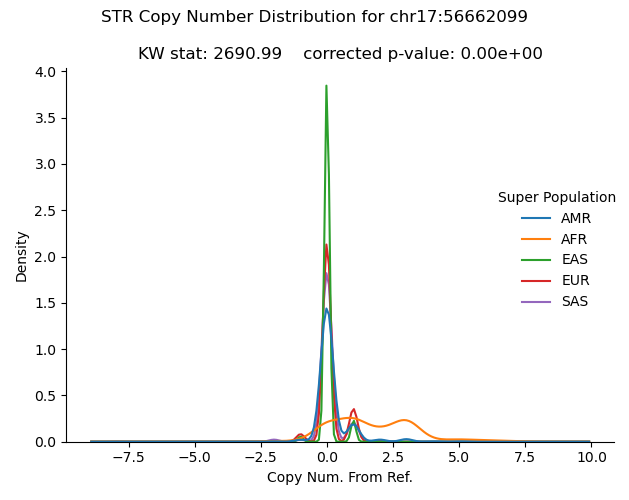 STR Copy Number Distribution for chr17:56662099
KW stat: 2690.99    corrected p-value: 0.00e+00
4.0
3.5
3.0
2.5
2.0
1.5
1.0
0.5
0.0
Density
Super Population
AMR
AFR
EAS
EUR
SAS
−7.5 −5.0 −2.5 0.0 2.5 5.0 7.5 10.0
Copy Num. From Ref.